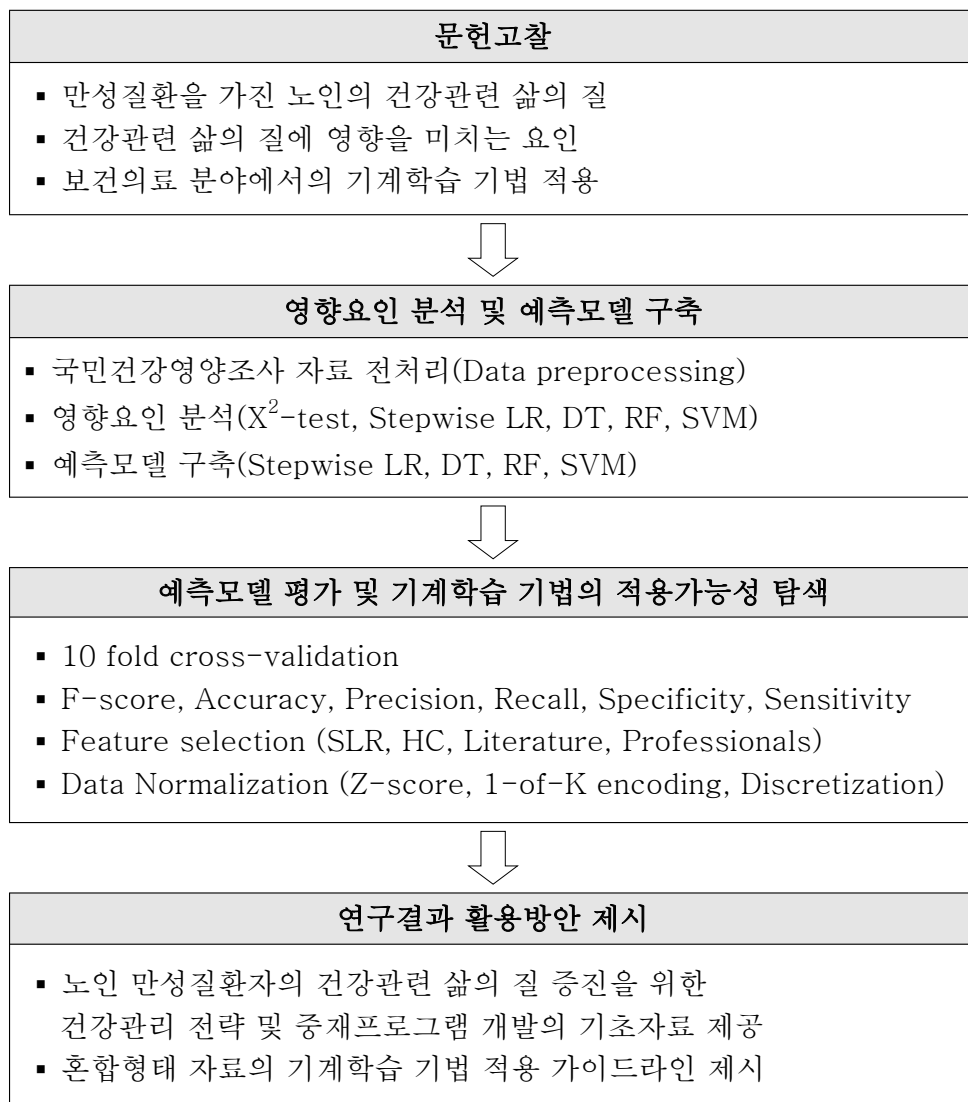 문헌고찰
▪ 만성질환을 가진 노인의 건강관련 삶의 질
▪ 건강관련 삶의 질에 영향을 미치는 요인
▪ 보건의료 분야에서의 기계학습 기법 적용
영향요인 분석 및 예측모델 구축
▪ 국민건강영양조사 자료 전처리(Data preprocessing)
▪ 영향요인 분석(X²-test, Stepwise LR, DT, RF, SVM)
▪ 예측모델 구축(Stepwise LR, DT, RF, SVM)
예측모델 평가 및 기계학습 기법의 적용가능성 탐색
▪ 10 fold cross-validation
▪ F-score, Accuracy, Precision, Recall, Specificity, Sensitivity
▪ Feature selection (SLR, HC, Literature, Professionals)
▪ Data Normalization (Z-score, 1-of-K encoding, Discretization)
연구결과 활용방안 제시
▪ 노인 만성질환자의 건강관련 삶의 질 증진을 위한
건강관리 전략 및 중재프로그램 개발의 기초자료 제공
▪ 혼합형태 자료의 기계학습 기법 적용 가이드라인 제시